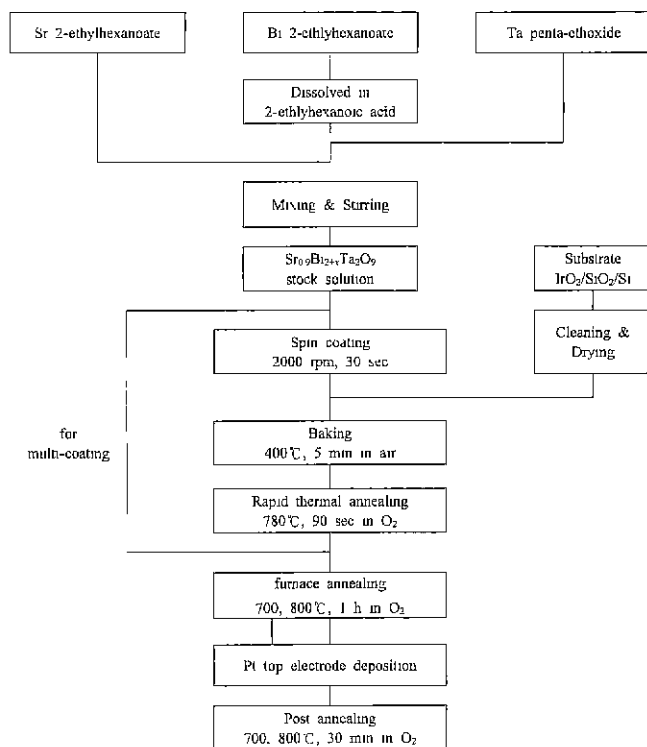 Sr 2-ethylhexanoate
Bi 2-ethlyhexanoate
Ta penta-ethoxide
Dissolved in
2-ethlyhexanoic acid
Mixing & Stirring
Sr0.9Bi2+xTa2O9
stock solution
Substrate
IrO2/SiO2/Si
Spin coating
2000 rpm, 30 sec
Cleaning &
Drying
for
multi-coating
Baking
400℃, 5 min in air
Rapid thermal annealing
780℃, 90 sec in O2
furnace annealing
700, 800℃, 1 h in O2
Pt top electrode deposition
Post annealing
700, 800℃, 30 min in O2